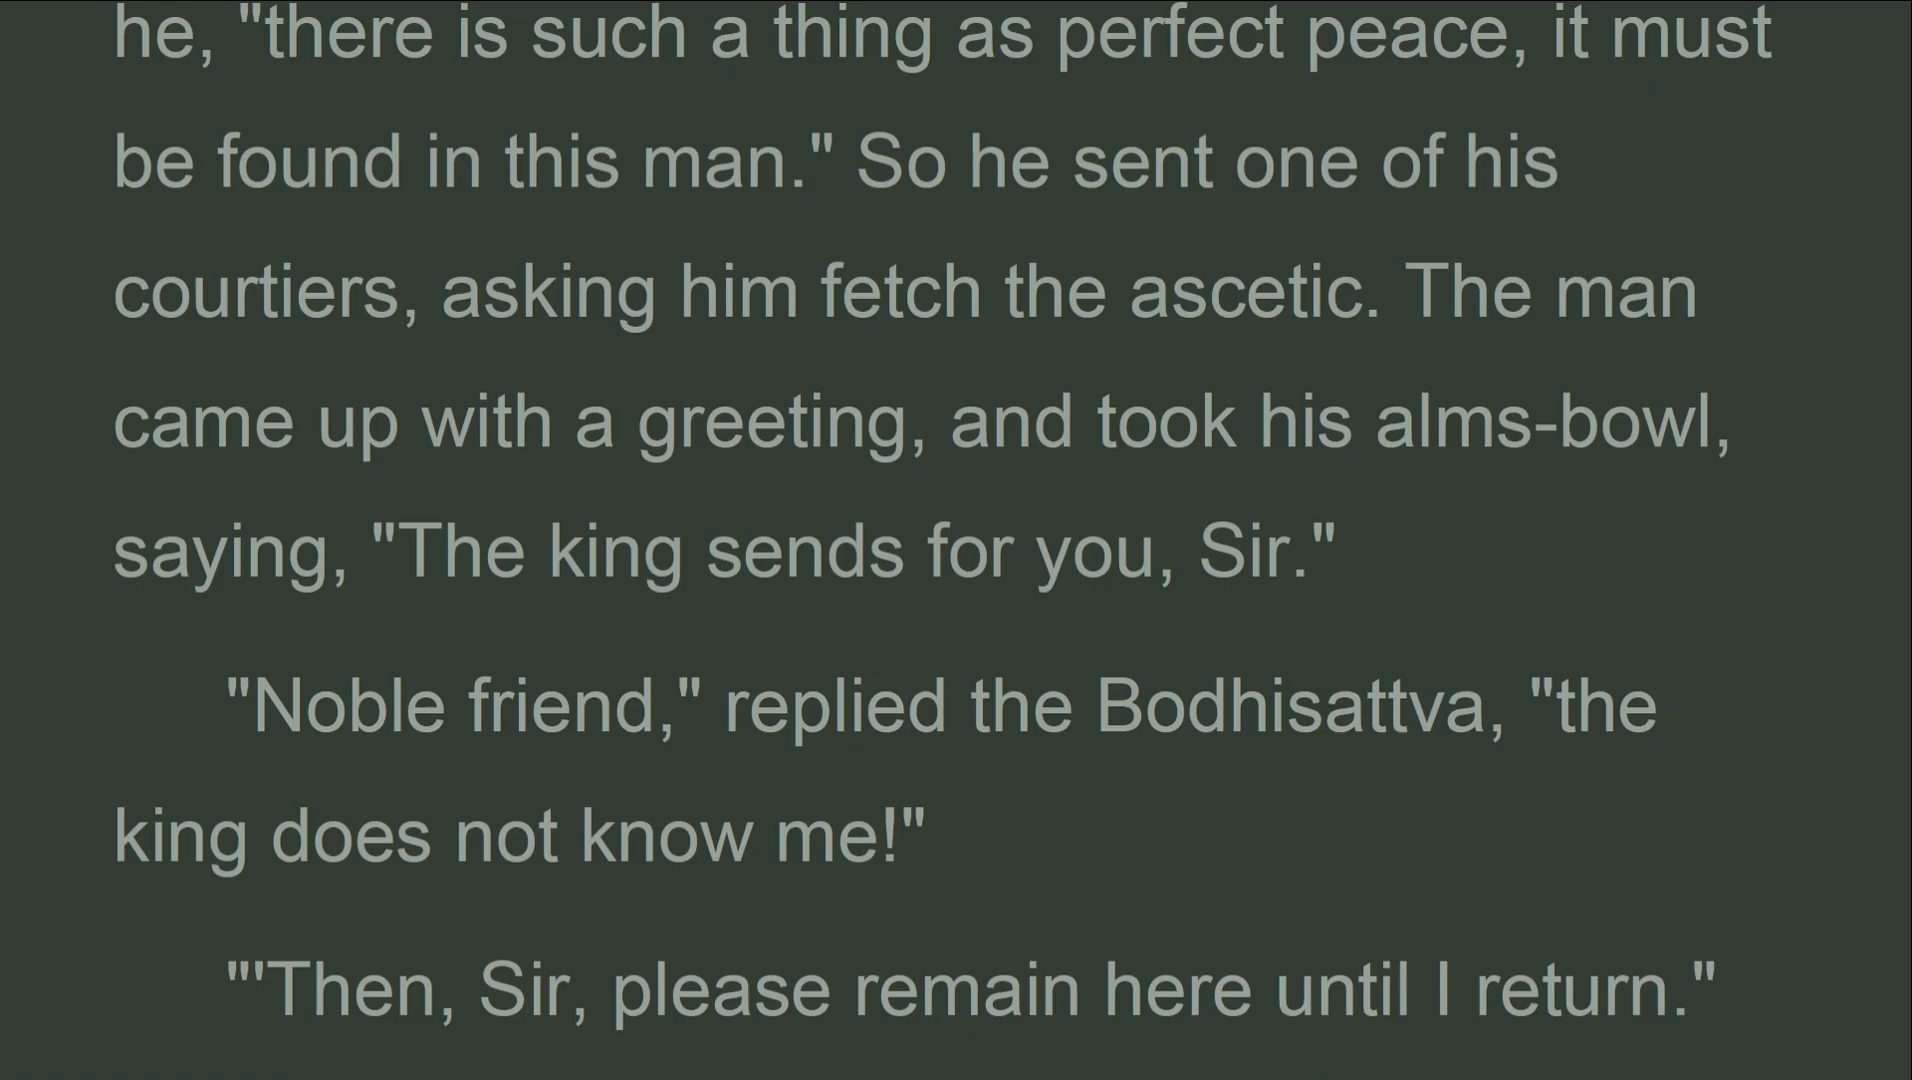 he, "there is such a thing as perfect peace, it must
be found in this man." So he sent one of his
courtiers, asking him fetch the ascetic. The man
came up with a greeting, and took his alms-bowl,
saying, "The king sends for you, Sir."
"Noble friend," replied the Bodhisattva, "the
king does not know me!"
"'Then, Sir, please remain here until I return."